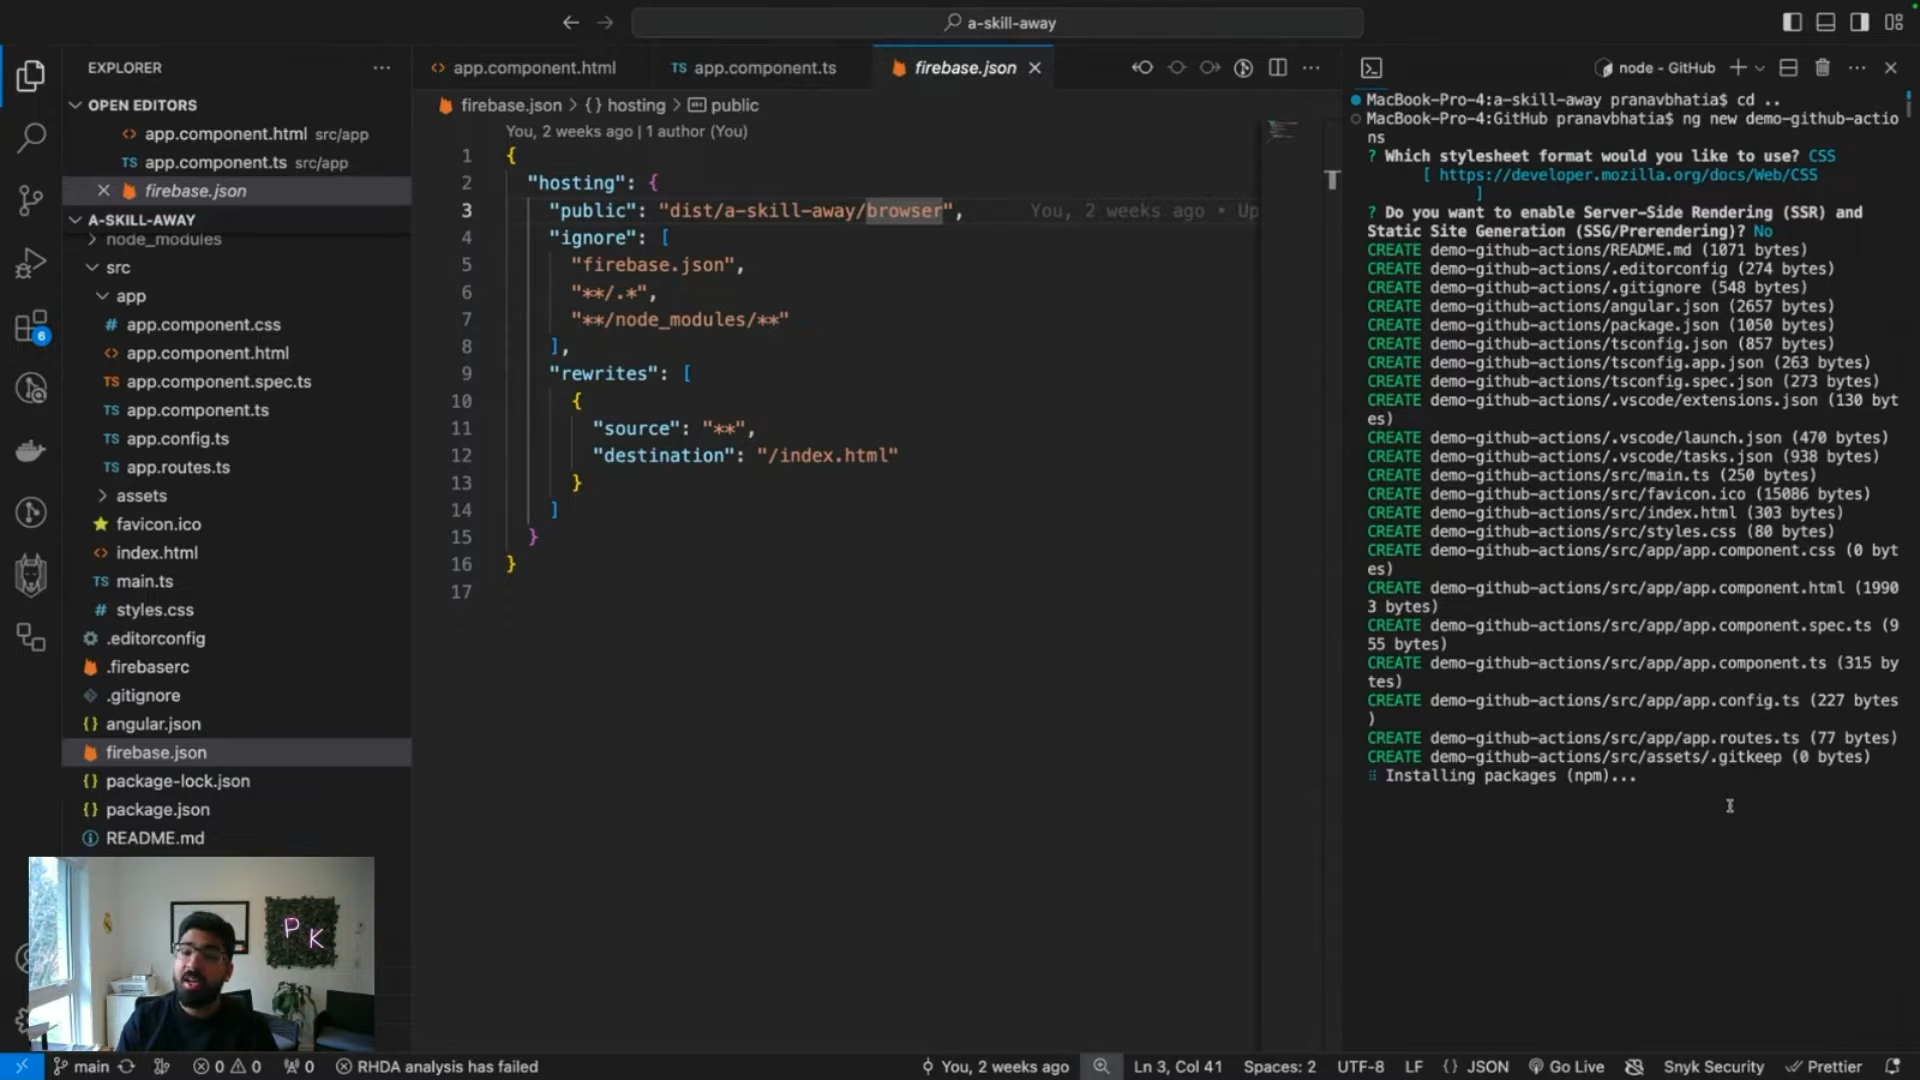 a-skill-away
EXPLORER
OPEN EDITORS
app.component.html src/app
TS app.component.ts src/app
firebase.json
A-SKILL-AWAY
node_modules
src
app
# app.component.css
app.component.html
TS app.component.spec.ts
TS app.component.ts
TS app.config.ts
TS app.routes.ts
assets
favicon.ico
index.html
TS main.ts
# styles.css
.editorconfig
.firebaserc
.gitignore
{} angular.json
firebase.json
{} package-lock.json
{} package.json
README.md
6
app.component.html
TS app.component.ts
firebase.json
firebase.json > {} hosting > public
You, 2 weeks ago | 1 author (You)
1 {
2 "hosting": {
3 "public": "dist/a-skill-away/browser", You, 2 weeks ago • Up
4 "ignore": [
5 "firebase.json",
6 "**/.*",
7 "**/node_modules/**"
8 ],
9 "rewrites": [
10 {
11 "source": "**",
12 "destination": "/index.html"
13 }
14 ]
15 }
16 }
17
node - GitHub
MacBook-Pro-4:a-skill-away pranavbhatia$ cd ..
MacBook-Pro-4:GitHub pranavbhatia$ ng new demo-github-actio
ns
? Which stylesheet format would you like to use? CSS
[ https://developer.mozilla.org/docs/Web/CSS
]
? Do you want to enable Server-Side Rendering (SSR) and
Static Site Generation (SSG/Prerendering)? No
CREATE demo-github-actions/README.md (1071 bytes)
CREATE demo-github-actions/.editorconfig (274 bytes)
CREATE demo-github-actions/.gitignore (548 bytes)
CREATE demo-github-actions/angular.json (2657 bytes)
CREATE demo-github-actions/package.json (1050 bytes)
CREATE demo-github-actions/tsconfig.json (857 bytes)
CREATE demo-github-actions/tsconfig.app.json (263 bytes)
CREATE demo-github-actions/tsconfig.spec.json (273 bytes)
CREATE demo-github-actions/.vscode/extensions.json (130 byt
es)
CREATE demo-github-actions/.vscode/launch.json (470 bytes)
CREATE demo-github-actions/.vscode/tasks.json (938 bytes)
CREATE demo-github-actions/src/main.ts (250 bytes)
CREATE demo-github-actions/src/favicon.ico (15086 bytes)
CREATE demo-github-actions/src/index.html (303 bytes)
CREATE demo-github-actions/src/styles.css (80 bytes)
CREATE demo-github-actions/src/app/app.component.css (0 byt
es)
CREATE demo-github-actions/src/app/app.component.html (1990
3 bytes)
CREATE demo-github-actions/src/app/app.component.spec.ts (9
55 bytes)
CREATE demo-github-actions/src/app/app.component.ts (315 by
tes)
CREATE demo-github-actions/src/app/app.config.ts (227 bytes
)
CREATE demo-github-actions/src/app/app.routes.ts (77 bytes)
CREATE demo-github-actions/src/assets/.gitkeep (0 bytes)
Installing packages (npm)...
P K
main 0 0 0 RHDA analysis has failed You, 2 weeks ago Ln 3, Col 41 Spaces: 2 UTF-8 LF {} JSON Go Live Snyk Security Prettier